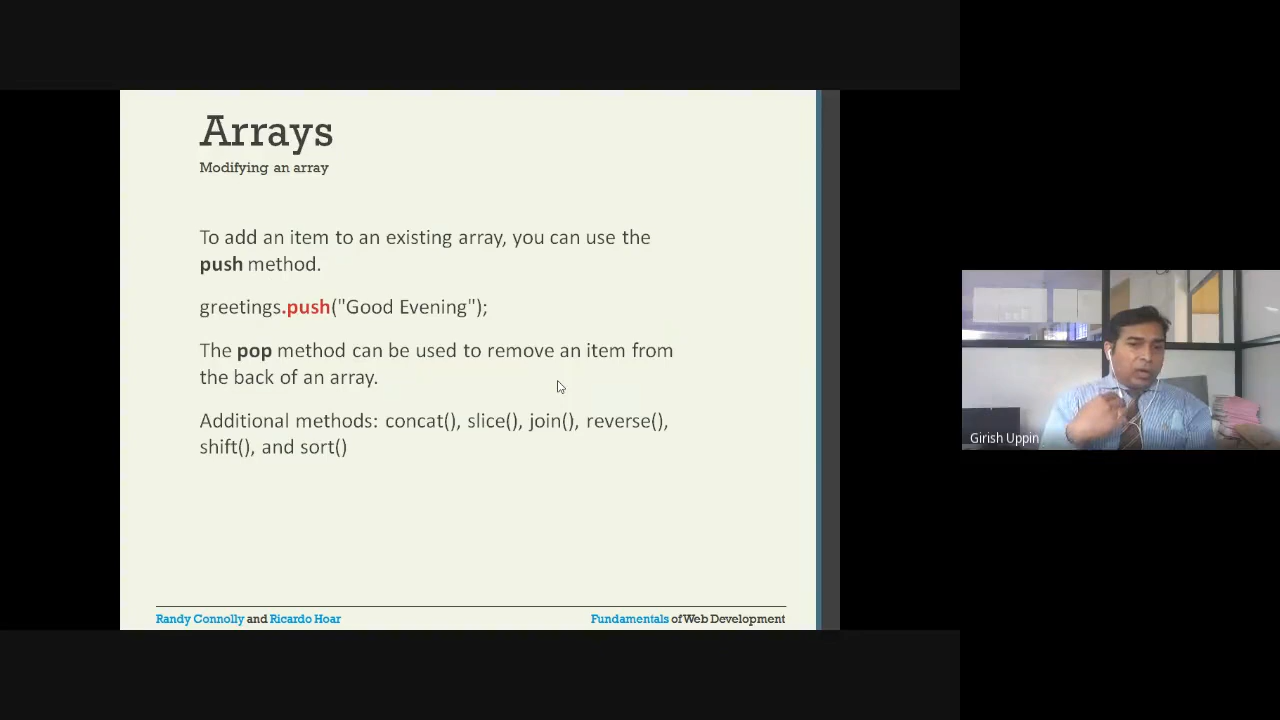 Arrays
Modifying an array
To add an item to an existing array, you can use the
push method.
greetings.push("Good Evening");
The pop method can be used to remove an item from
the back of an array.
Additional methods: concat(), slice(), join(), reverse(),
shift(), and sort()
Randy Connolly and Ricardo Hoar
Fundamentals of Web Development
Girish Uppin